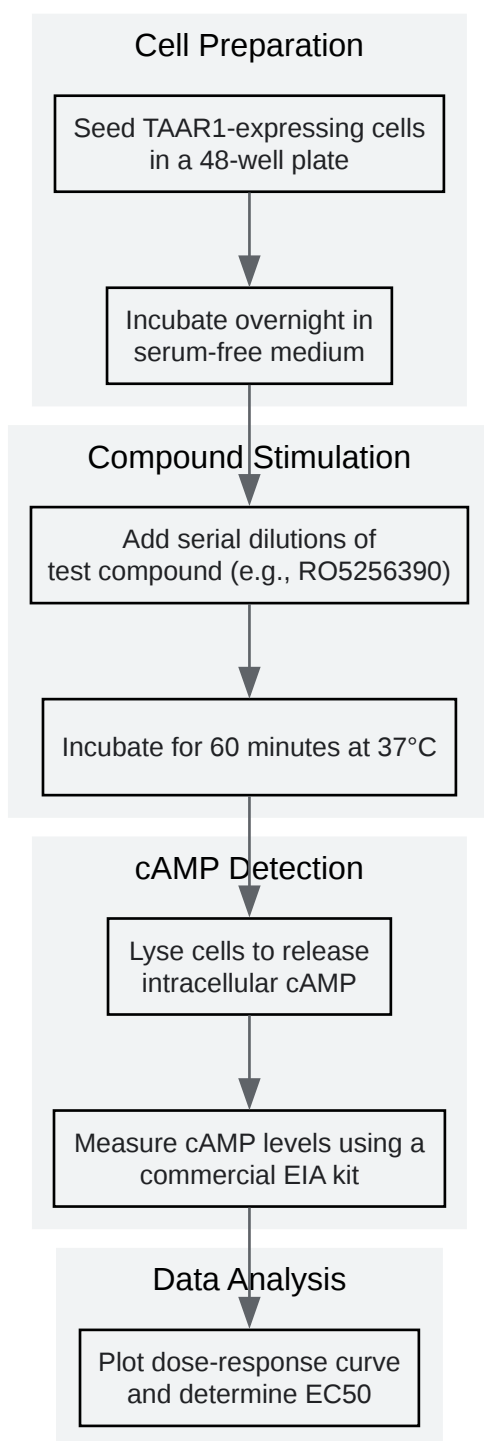 Cell Preparation
Seed TAAR1-expressing cells
in a 48-well plate
Incubate overnight in
serum-free medium
Compound Stimulation
Add serial dilutions of
test compound (e.g., RO5256390)
Incubate for 60 minutes at 37°C
cAMP Detection
Lyse cells to release
intracellular cAMP
Measure cAMP levels using a
commercial EIA kit
Data Analysis
Plot dose-response curve
and determine EC50